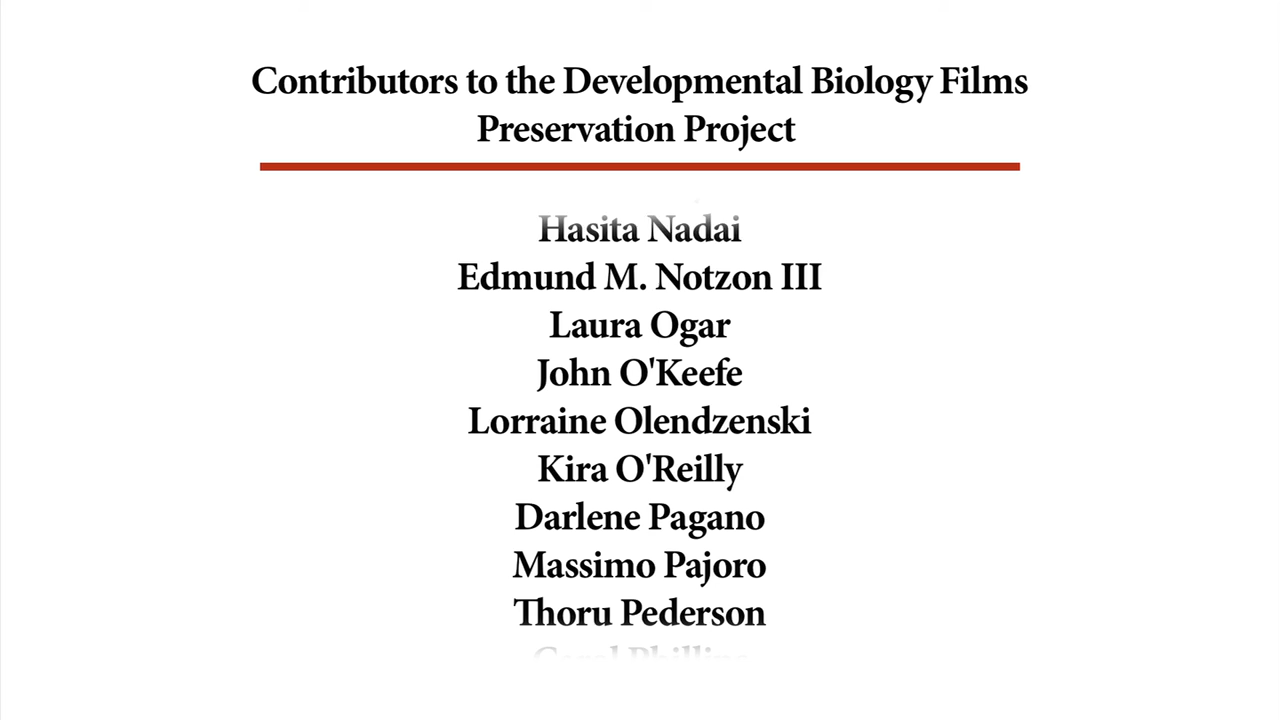 Contributors to the Developmental Biology Films
Preservation Project
Hasita Nadai
Edmund M. Notzon III
Laura Ogar
John O'Keefe
Lorraine Olendzenski
Kira O'Reilly
Darlene Pagano
Massimo Pajoro
Thoru Pederson